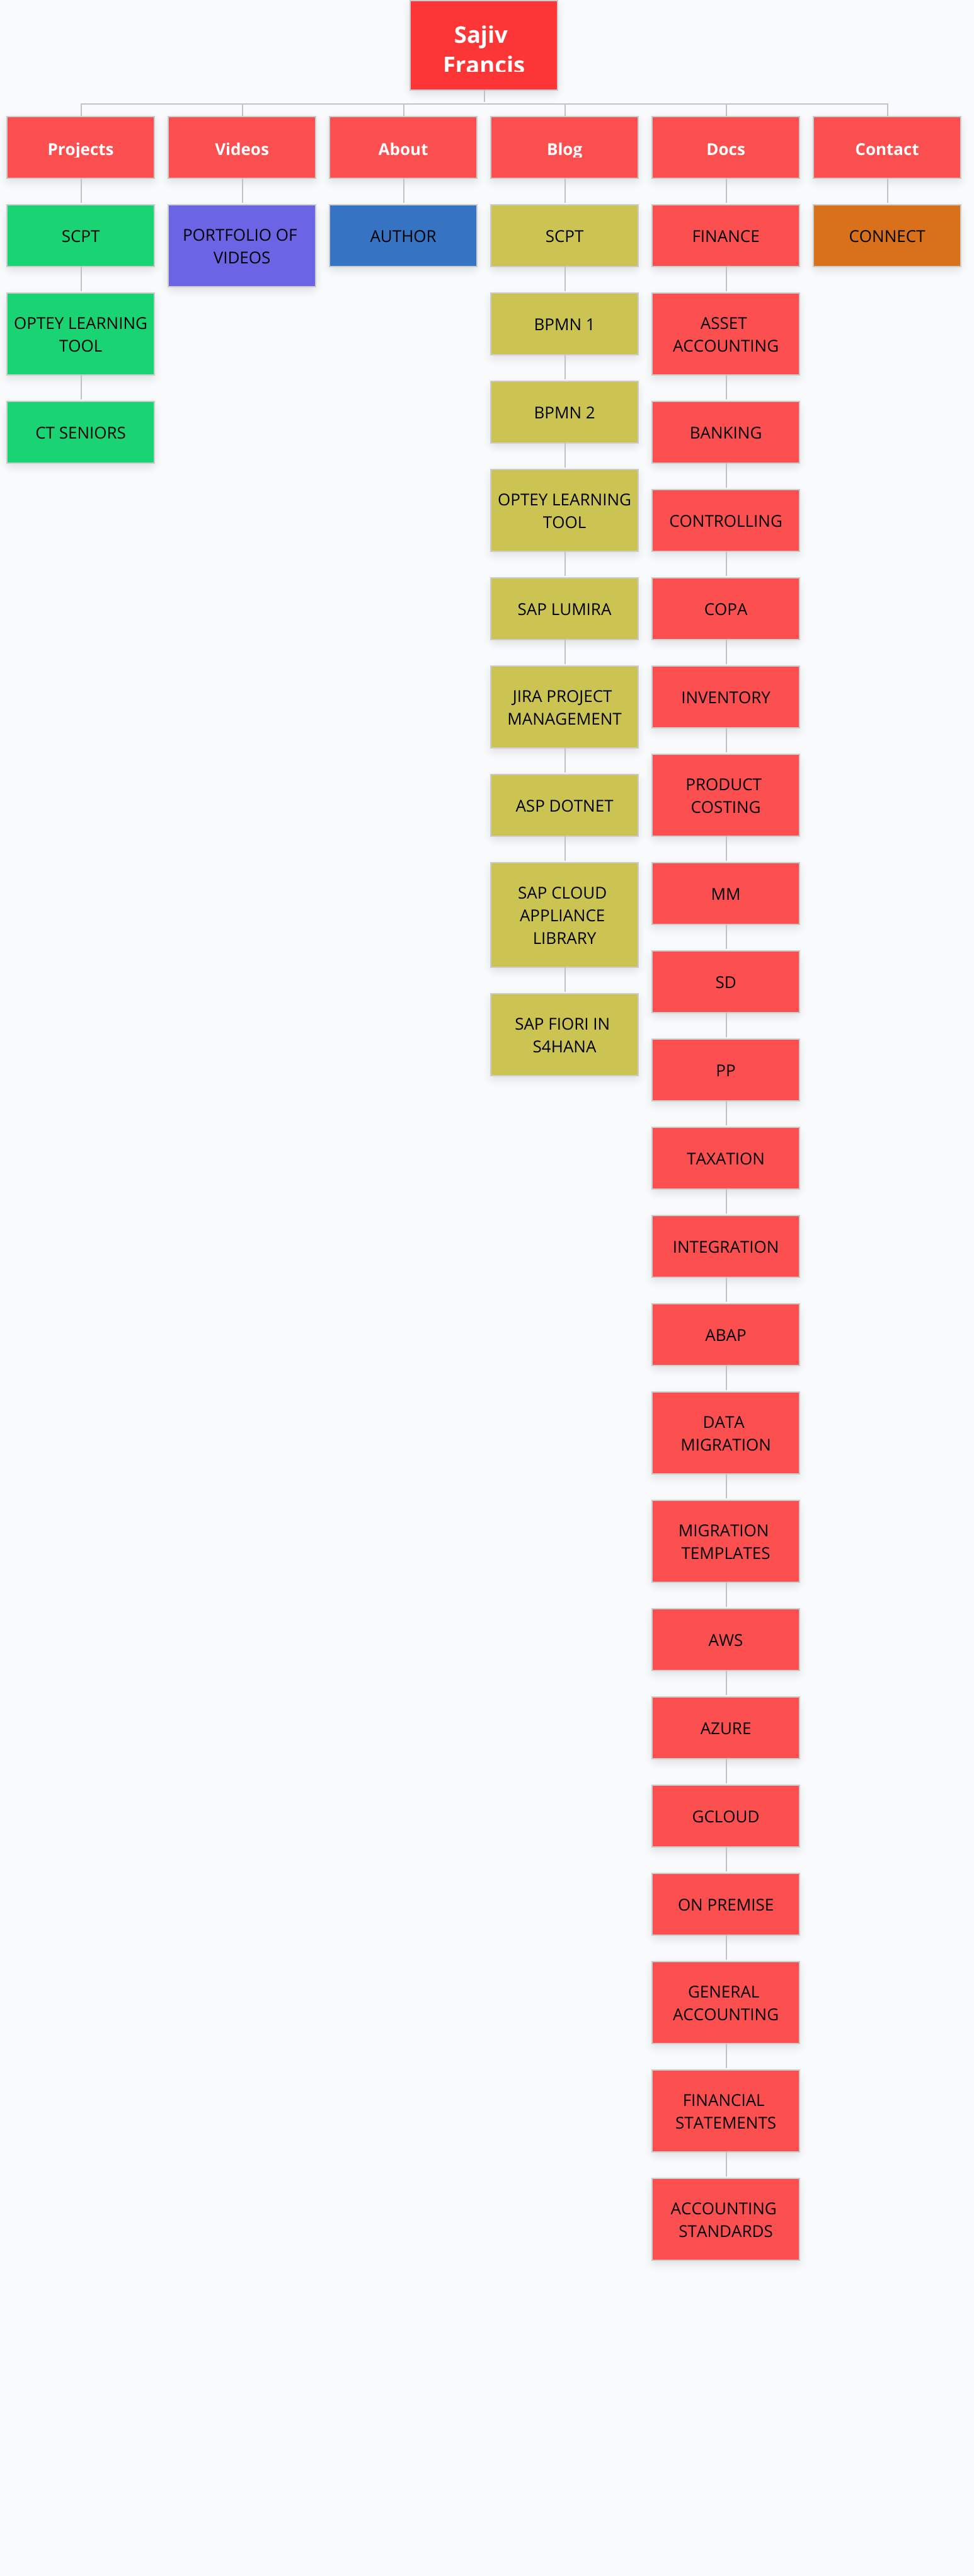 Sajiv
Francis
Projects
Videos
About
Blog
Docs
Contact
SCPT
OPTEY LEARNING
TOOL
CT SENIORS
PORTFOLIO OF
VIDEOS
AUTHOR
SCPT
BPMN 1
BPMN 2
OPTEY LEARNING
TOOL
SAP LUMIRA
JIRA PROJECT
MANAGEMENT
ASP DOTNET
SAP CLOUD
APPLIANCE
LIBRARY
SAP FIORI IN
S4HANA
FINANCE
ASSET
ACCOUNTING
BANKING
CONTROLLING
COPA
INVENTORY
PRODUCT
COSTING
MM
SD
PP
TAXATION
INTEGRATION
ABAP
DATA
MIGRATION
MIGRATION
TEMPLATES
AWS
AZURE
GCLOUD
ON PREMISE
GENERAL
ACCOUNTING
FINANCIAL
STATEMENTS
ACCOUNTING
STANDARDS
CONNECT